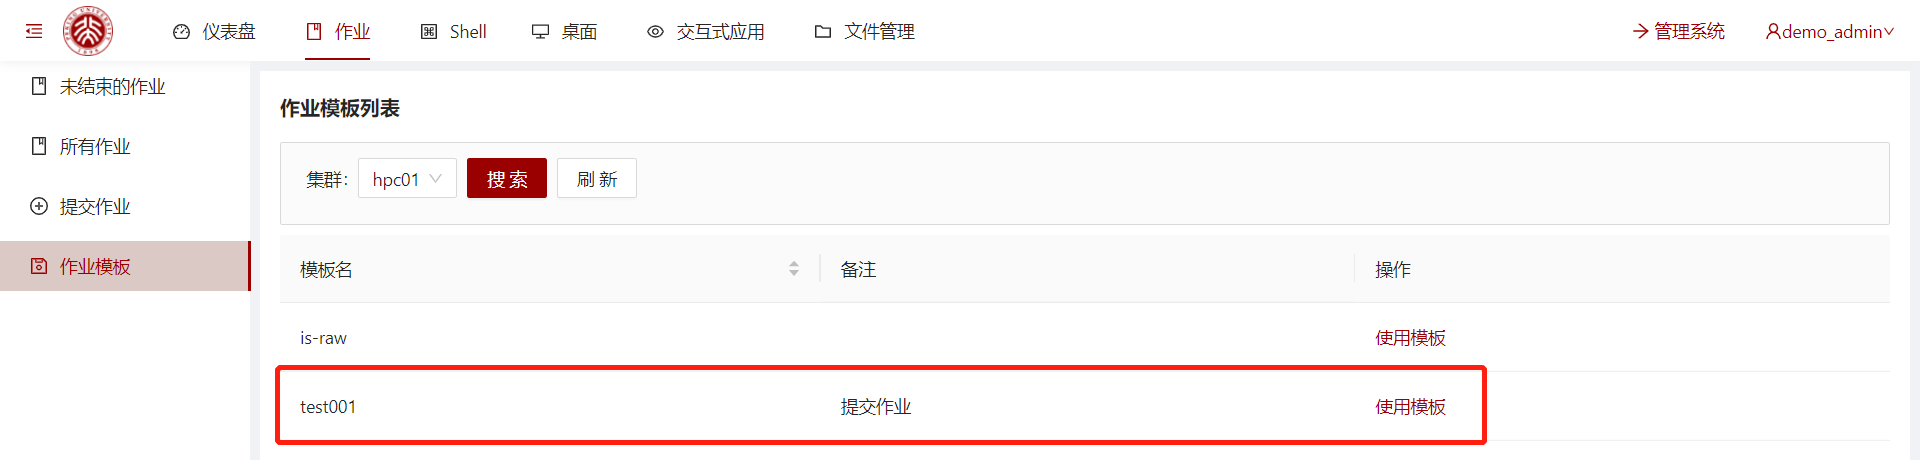 仪表盘 作业 Shell 桌面 交互式应用 文件管理 管理系统 demo_admin
未结束的作业
所有作业
提交作业
作业模板
作业模板列表
集群: hpc01 搜索 刷新
模板名 备注 操作
is-raw 使用模板
test001 提交作业 使用模板